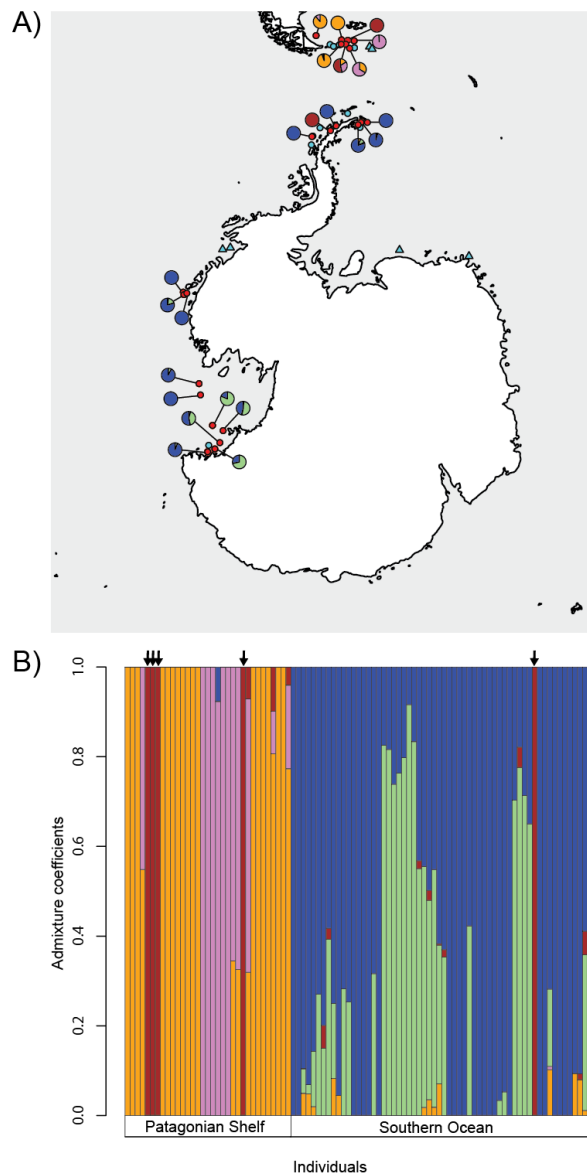 A)
B)
1.0
0.8
0.6
0.4
0.2
0.0
Admixture coefficients
Patagonian Shelf
Southern Ocean
Individuals